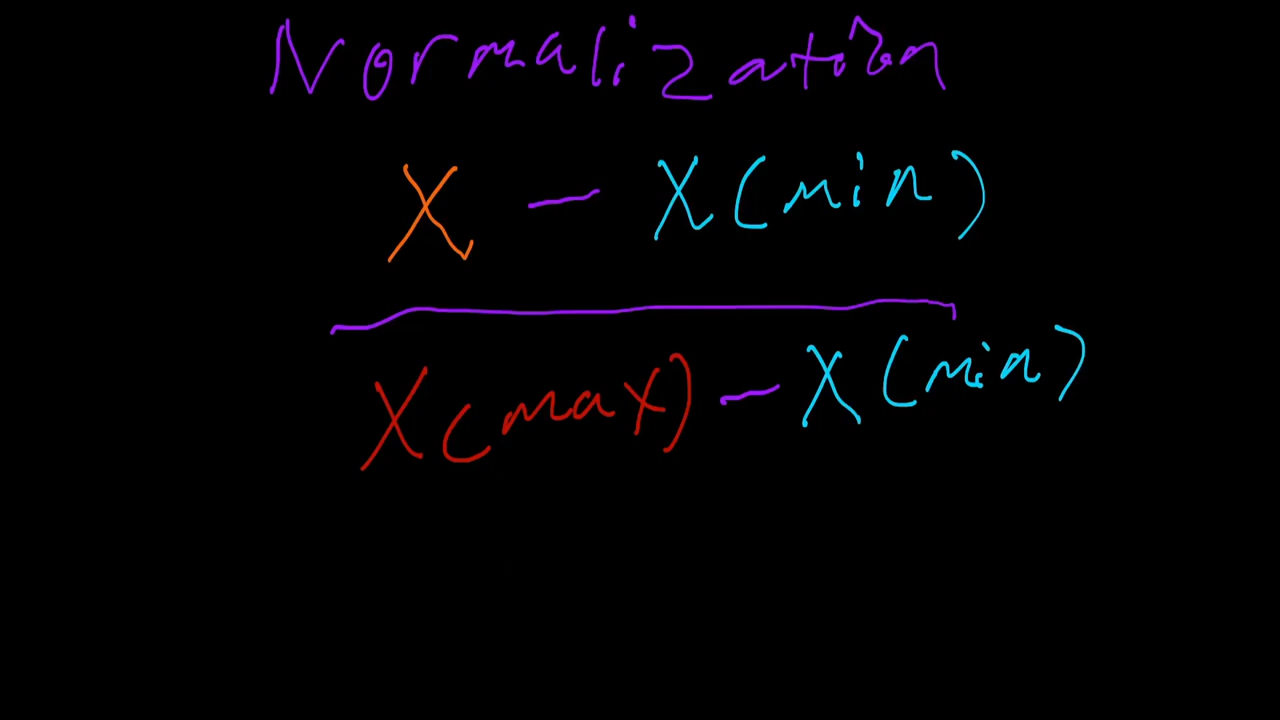 Normalization
X - X(min)
X(max) - X(min)